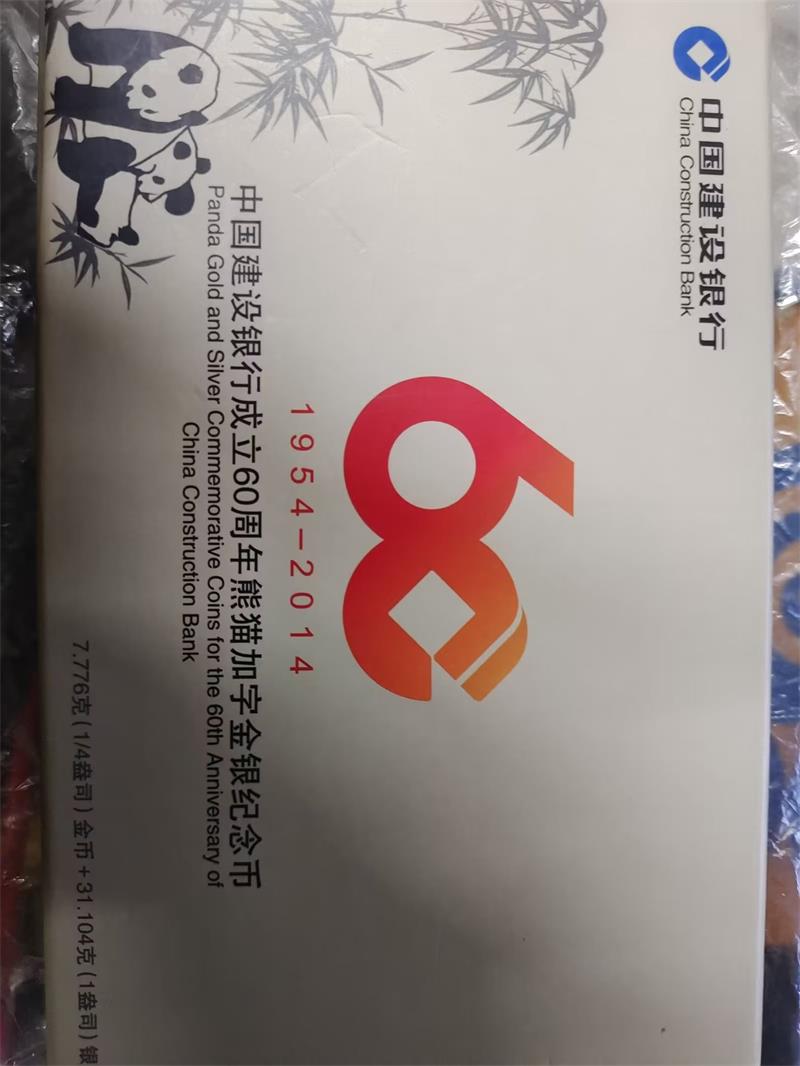 中国建设银行
China Construction Bank
1954-2014
中国建设银行成立60周年熊猫加字金银纪念币
Panda Gold and Silver Commemorative Coins for the 60th Anniversary of
China Construction Bank
7.776克(1/4盎司)金币+31.104克(1盎司)银